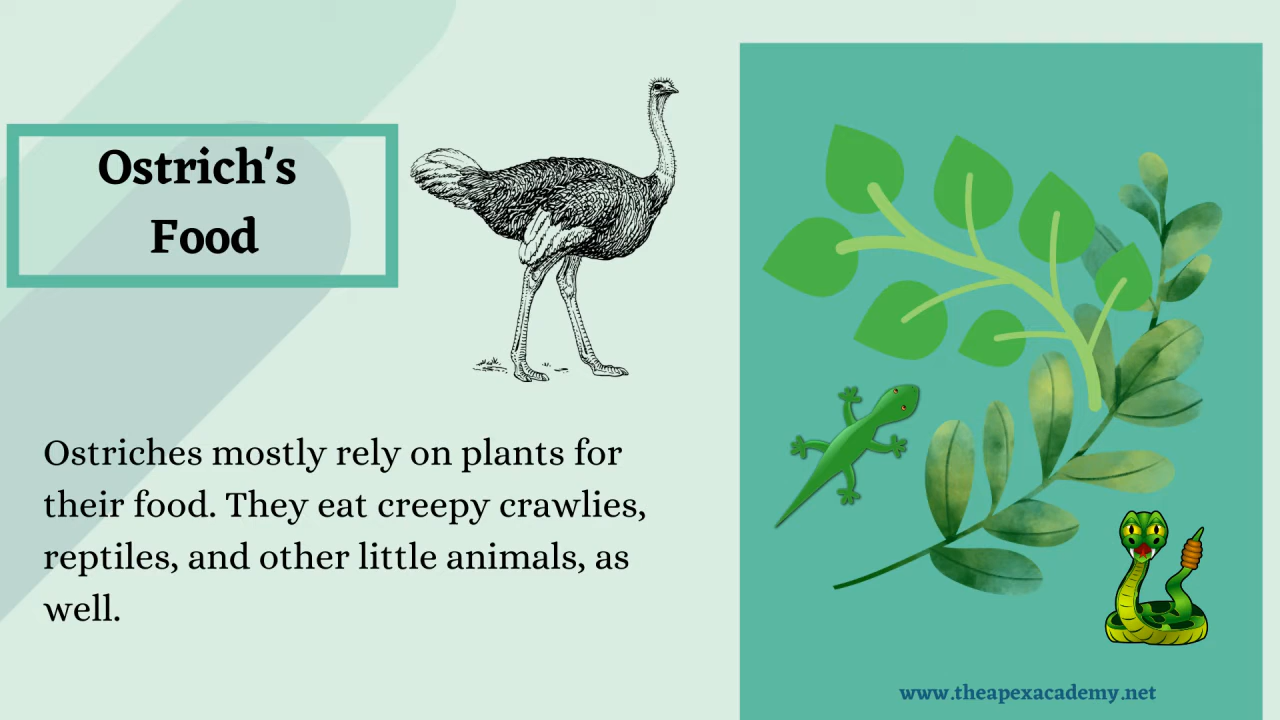 Ostrich's
Food
Ostriches mostly rely on plants for
their food. They eat creepy crawlies,
reptiles, and other little animals, as
well.
www.theapexacademy.net